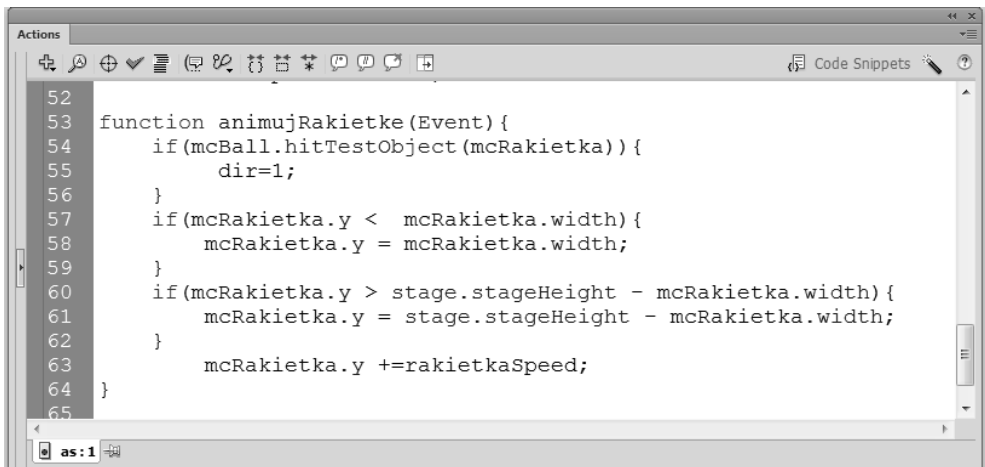 Actions
Code Snippets
52
53 function animujRakietke(Event){
54 if(mcBall.hitTestObject(mcRakietka)){
55 dir=1;
56 }
57 if(mcRakietka.y <  mcRakietka.width){
58 mcRakietka.y = mcRakietka.width;
59 }
60 if(mcRakietka.y > stage.stageHeight - mcRakietka.width){
61 mcRakietka.y = stage.stageHeight - mcRakietka.width;
62 }
63 mcRakietka.y +=rakietkaSpeed;
64 }
65
as:1